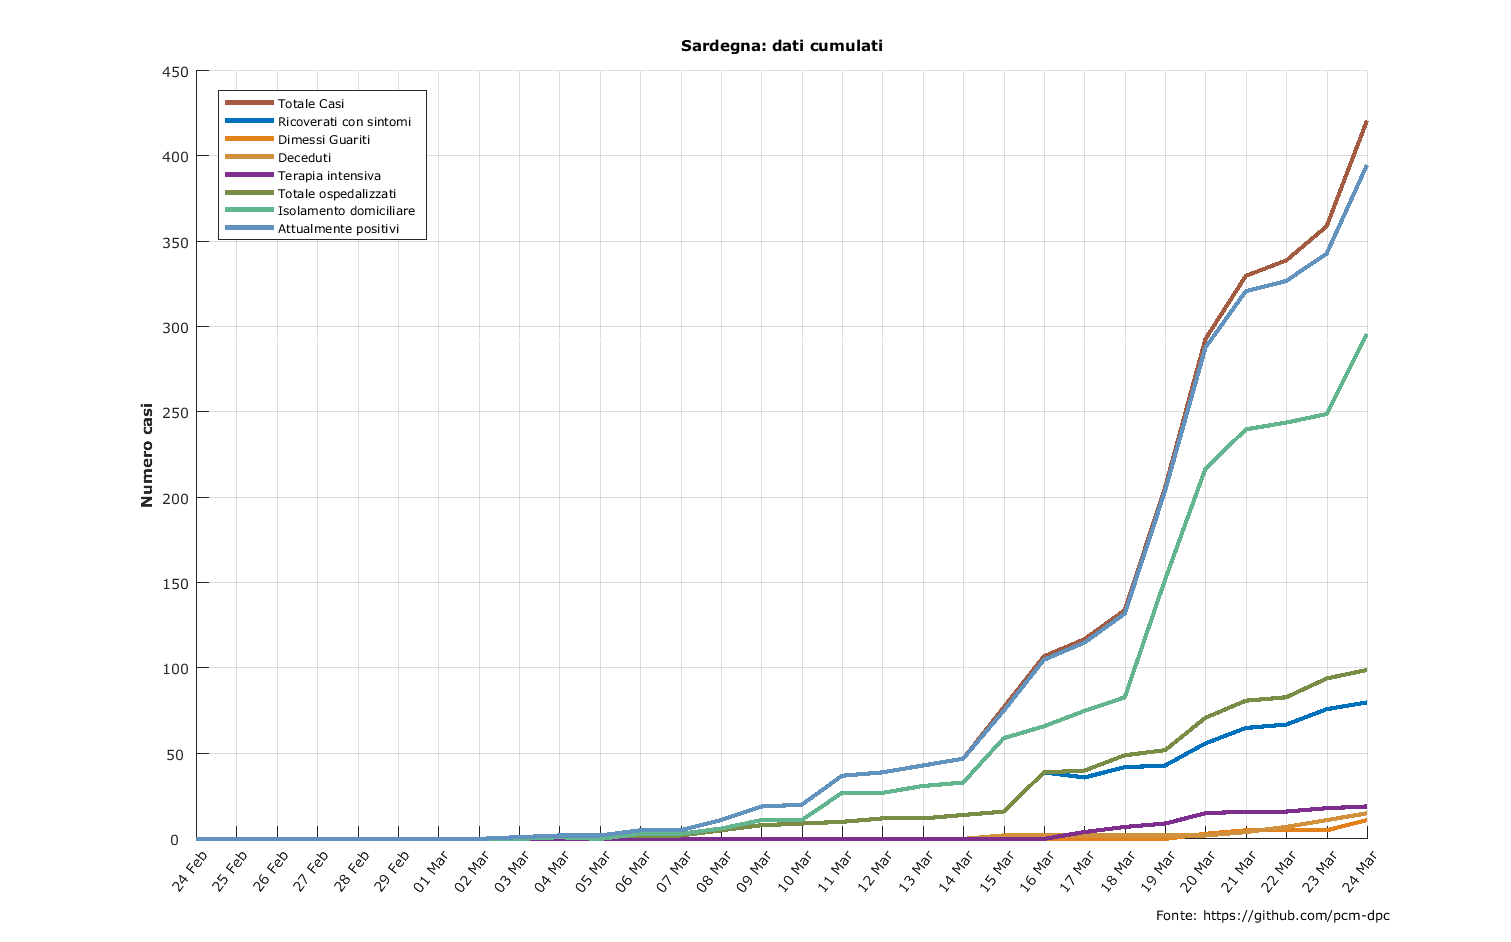 Sardegna: dati cumulati
Numero casi
450
400
350
300
250
200
150
100
50
0
Totale Casi
Ricoverati con sintomi
Dimessi Guariti
Deceduti
Terapia intensiva
Totale ospedalizzati
Isolamento domiciliare
Attualmente positivi
24 Feb
25 Feb
26 Feb
27 Feb
28 Feb
29 Feb
01 Mar
02 Mar
03 Mar
04 Mar
05 Mar
06 Mar
07 Mar
08 Mar
09 Mar
10 Mar
11 Mar
12 Mar
13 Mar
14 Mar
15 Mar
16 Mar
17 Mar
18 Mar
19 Mar
20 Mar
21 Mar
22 Mar
23 Mar
24 Mar
Fonte: https://github.com/pcm-dpc